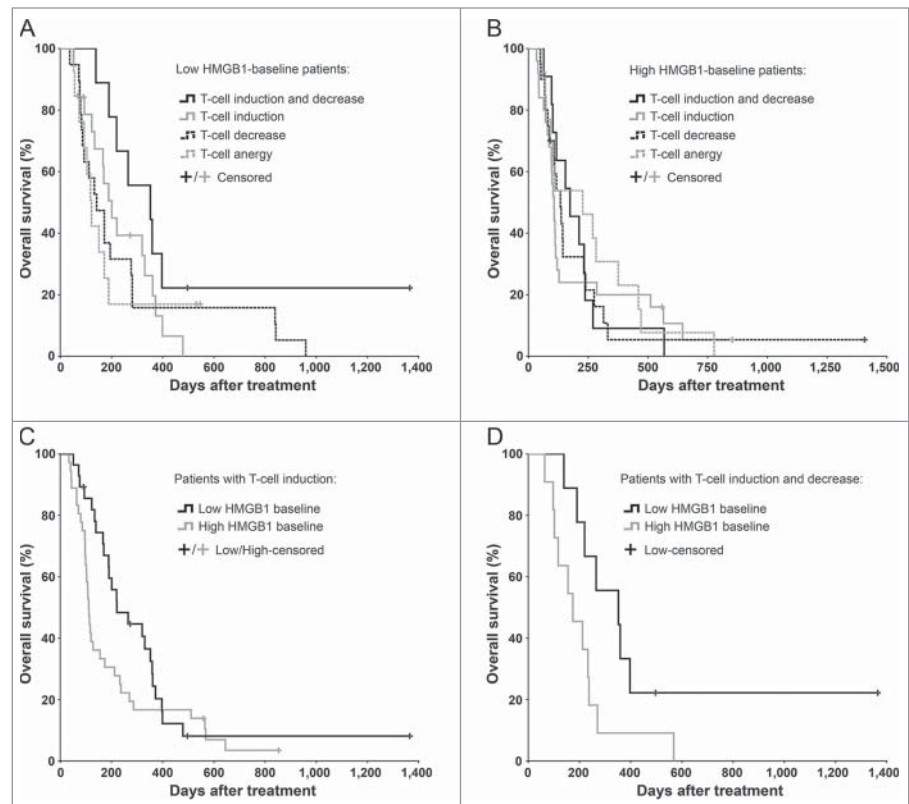 A
Low HMGB1-baseline patients:
T-cell induction and decrease
T-cell induction
T-cell decrease
T-cell anergy
+/+ Censored
Overall survival (%)
100
80
60
40
20
0
0 200 400 600 800 1,000 1,200 1,400
Days after treatment
B
High HMGB1-baseline patients:
T-cell induction and decrease
T-cell induction
T-cell decrease
T-cell anergy
+/+ Censored
Overall survival (%)
100
80
60
40
20
0
0 250 500 750 1,000 1,250 1,500
Days after treatment
C
Patients with T-cell induction:
Low HMGB1 baseline
High HMGB1 baseline
+/+ Low/High-censored
Overall survival (%)
100
80
60
40
20
0
0 200 400 600 800 1,000 1,200 1,400
Days after treatment
D
Patients with T-cell induction and decrease:
Low HMGB1 baseline
High HMGB1 baseline
+ Low-censored
Overall survival (%)
100
80
60
40
20
0
0 200 400 600 800 1,000 1,200 1,400
Days after treatment